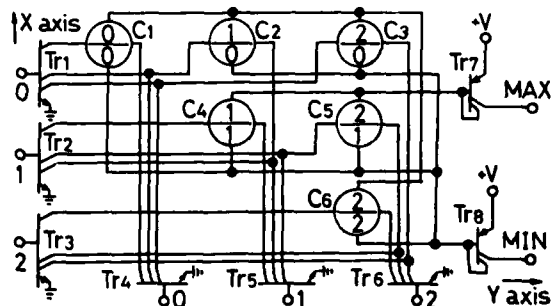 X axis
C1
0
0
C2
1
0
C3
2
0
+V
Tr1
0
Tr7
MAX
C4
1
1
C5
2
1
Tr2
1
+V
C6
2
2
Tr8
MIN
Tr3
2
Tr4
Tr5
Tr6
0
1
2
Y axis